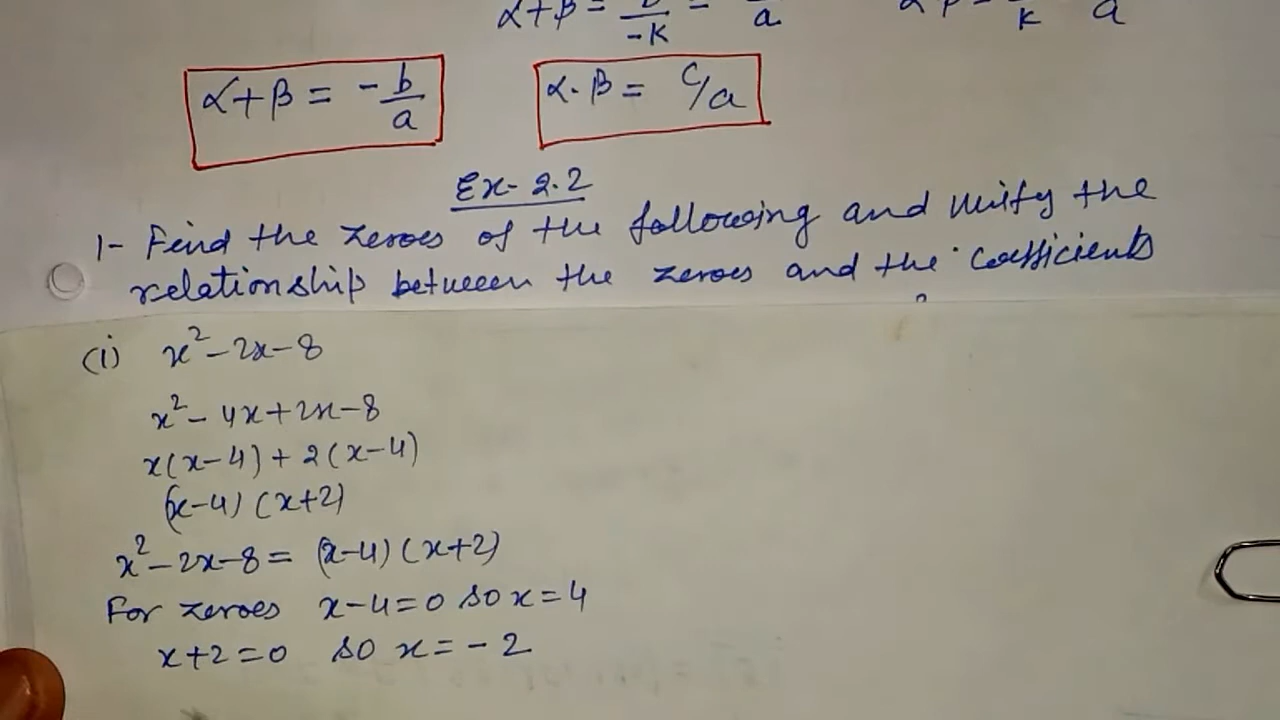 α+β = b/-k = a
α β = k a
α+β = -b/a
α·β = c/a
Ex- 2.2
1- Find the zeroes of the following and verify the
relationship between the zeroes and the coefficients
(i) x²-2x-8
x²-4x+2x-8
x(x-4)+2(x-4)
(x-4)(x+2)
x²-2x-8= (x-4)(x+2)
For zeroes x-4=0 so x=4
x+2=0 so x=-2